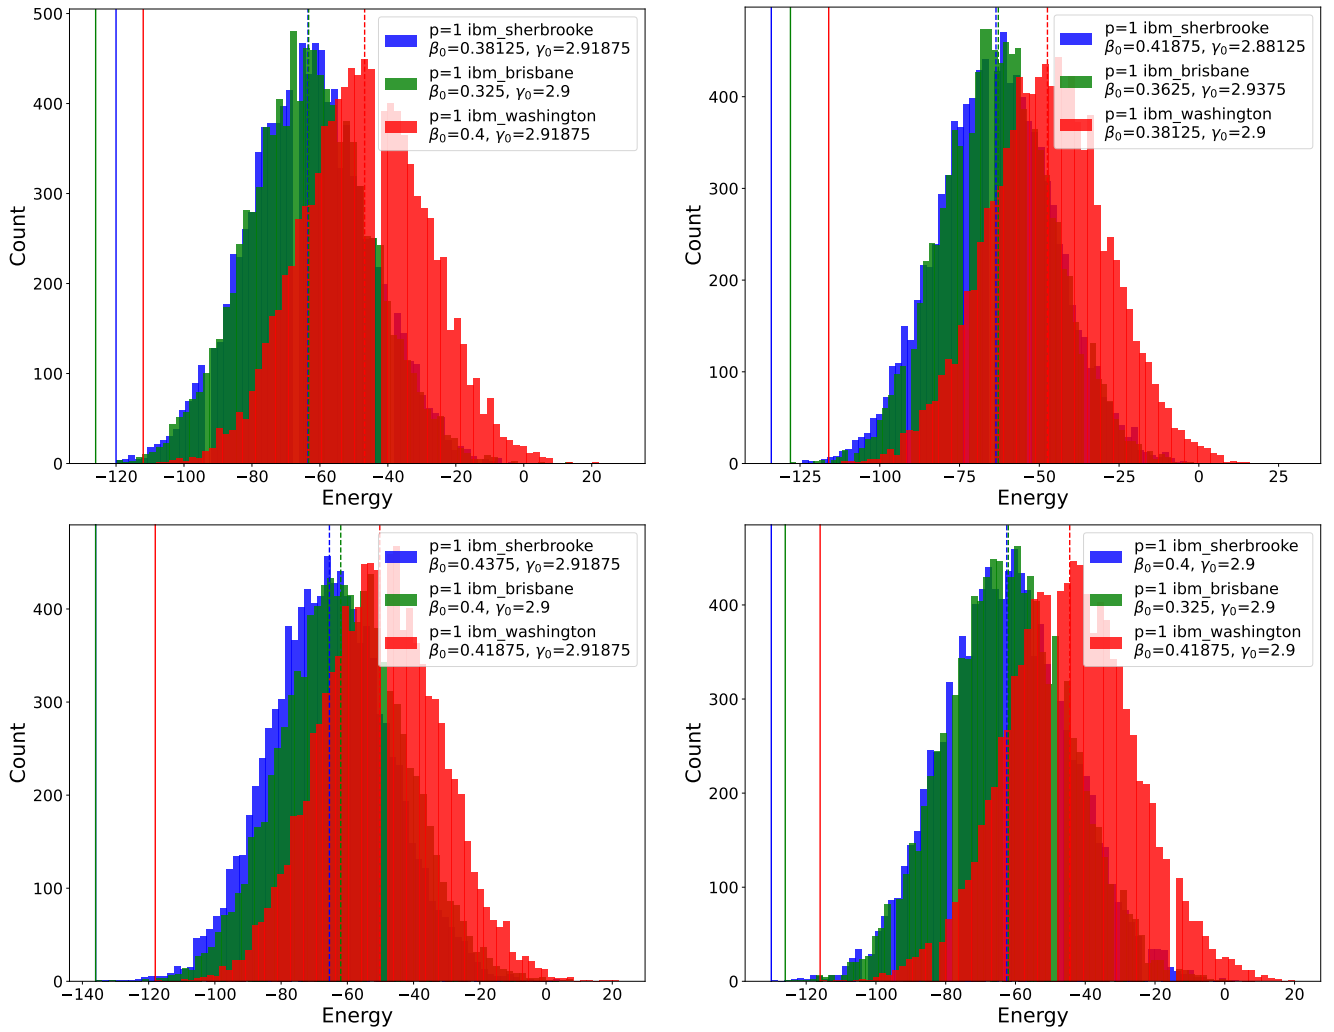 500
400
300
200
100
0
Count
−120
−100
−80
−60
−40
−20
0
20
Energy
p=1 ibm_sherbrooke
β₀=0.38125, γ₀=2.91875
p=1 ibm_brisbane
β₀=0.325, γ₀=2.9
p=1 ibm_washington
β₀=0.4, γ₀=2.91875
400
300
200
100
0
Count
−125
−100
−75
−50
−25
0
25
Energy
p=1 ibm_sherbrooke
β₀=0.41875, γ₀=2.88125
p=1 ibm_brisbane
β₀=0.3625, γ₀=2.9375
p=1 ibm_washington
β₀=0.38125, γ₀=2.9
400
300
200
100
0
Count
−140
−120
−100
−80
−60
−40
−20
0
20
Energy
p=1 ibm_sherbrooke
β₀=0.4375, γ₀=2.91875
p=1 ibm_brisbane
β₀=0.4, γ₀=2.9
p=1 ibm_washington
β₀=0.41875, γ₀=2.91875
400
300
200
100
0
Count
−120
−100
−80
−60
−40
−20
0
20
Energy
p=1 ibm_sherbrooke
β₀=0.4, γ₀=2.9
p=1 ibm_brisbane
β₀=0.325, γ₀=2.9
p=1 ibm_washington
β₀=0.41875, γ₀=2.9